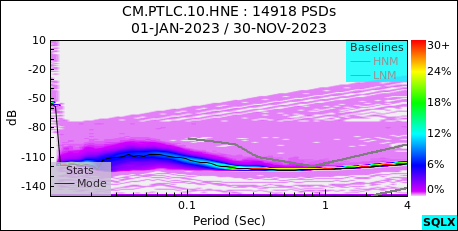 CM.PTLC.10.HNE : 14918 PSDs
01-JAN-2023 / 30-NOV-2023
10
-20
-50
-80
-110
-140
dB
Baselines
HNM
LNM
Stats
Mode
30+
24%
18%
12%
6%
0%
0.1
1
4
Period (Sec)
SQLX